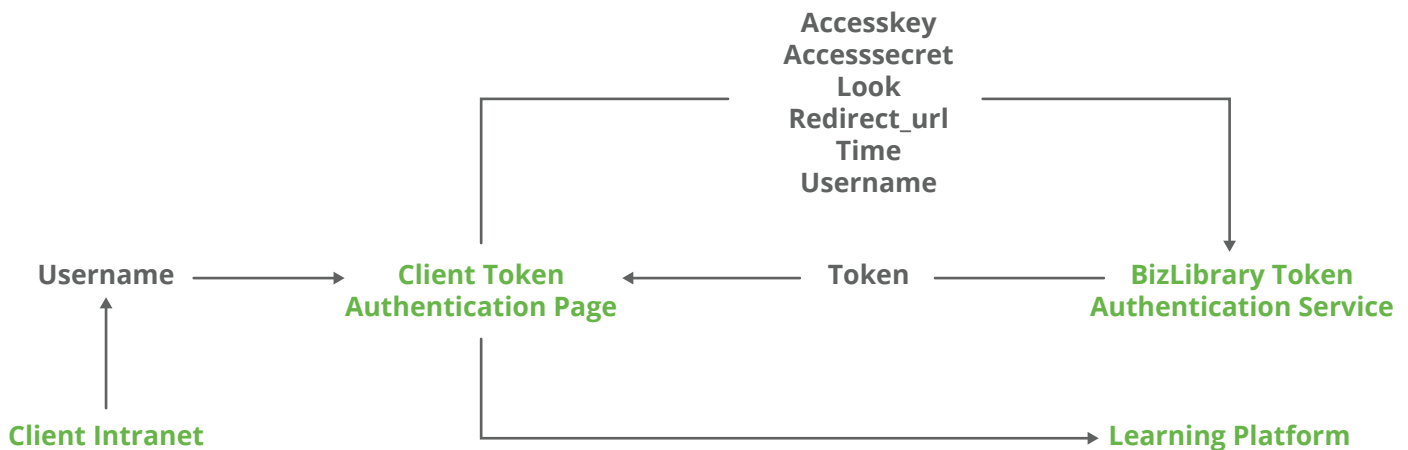 Accesskey
Accesssecret
Look
Redirect_url
Time
Username
Username
Client Token
Authentication Page
Token
BizLibrary Token
Authentication Service
Client Intranet
Learning Platform